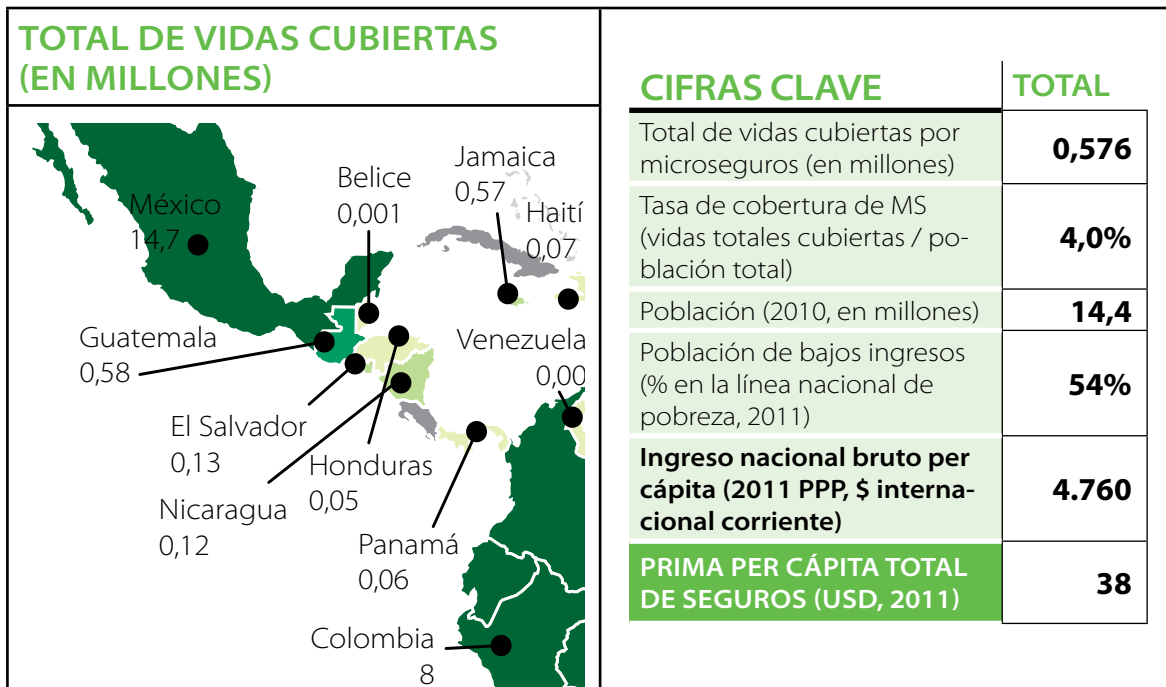 TOTAL DE VIDAS CUBIERTAS
(EN MILLONES)
México
14,7
Belice
0,001
Jamaica
0,57
Haití
0,07
Guatemala
0,58
Venezuela
0,00
El Salvador
0,13
Honduras
0,05
Nicaragua
0,12
Panamá
0,06
Colombia
8
CIFRAS CLAVE TOTAL
Total de vidas cubiertas por
microseguros (en millones)
0,576
Tasa de cobertura de MS
(vidas totales cubiertas / po-
blación total)
4,0%
Población (2010, en millones)
14,4
Población de bajos ingresos
(% en la línea nacional de
pobreza, 2011)
54%
Ingreso nacional bruto per
cápita (2011 PPP, $ interna-
cional corriente)
4.760
PRIMA PER CÁPITA TOTAL
DE SEGUROS (USD, 2011)
38